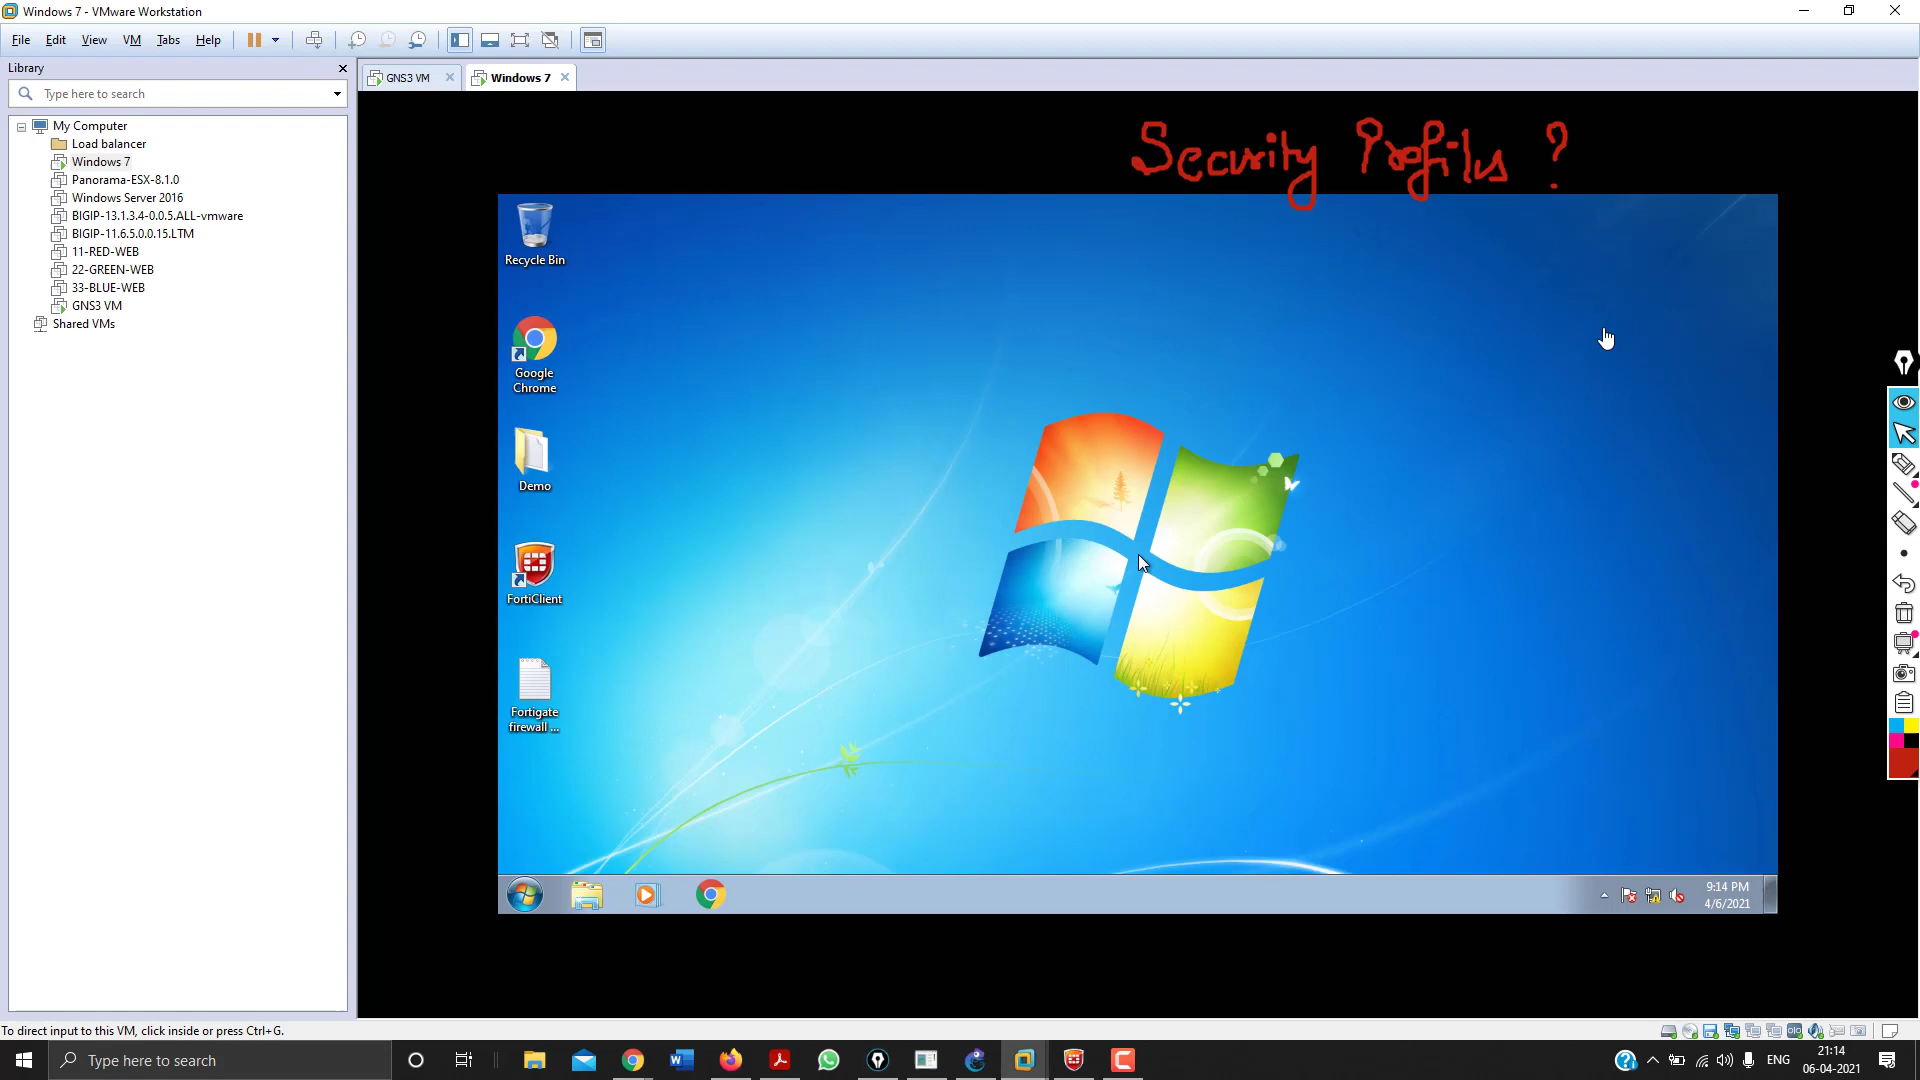 Windows 7 - VMware Workstation
File Edit View VM Tabs Help
Library
Type here to search
GNS3 VM
Windows 7
My Computer
Load balancer
Windows 7
Panorama-ESX-8.1.0
Windows Server 2016
BIGIP-13.1.3.4-0.0.5.ALL-vmware
BIGIP-11.6.5.0.0.15.LTM
11-RED-WEB
22-GREEN-WEB
33-BLUE-WEB
GNS3 VM
Shared VMs
Security Profiles ?
Recycle Bin
Google
Chrome
Demo
FortiClient
Fortigate
firewall ...
9:14 PM
4/6/2021
To direct input to this VM, click inside or press Ctrl+G.
Type here to search
ENG
21:14
06-04-2021